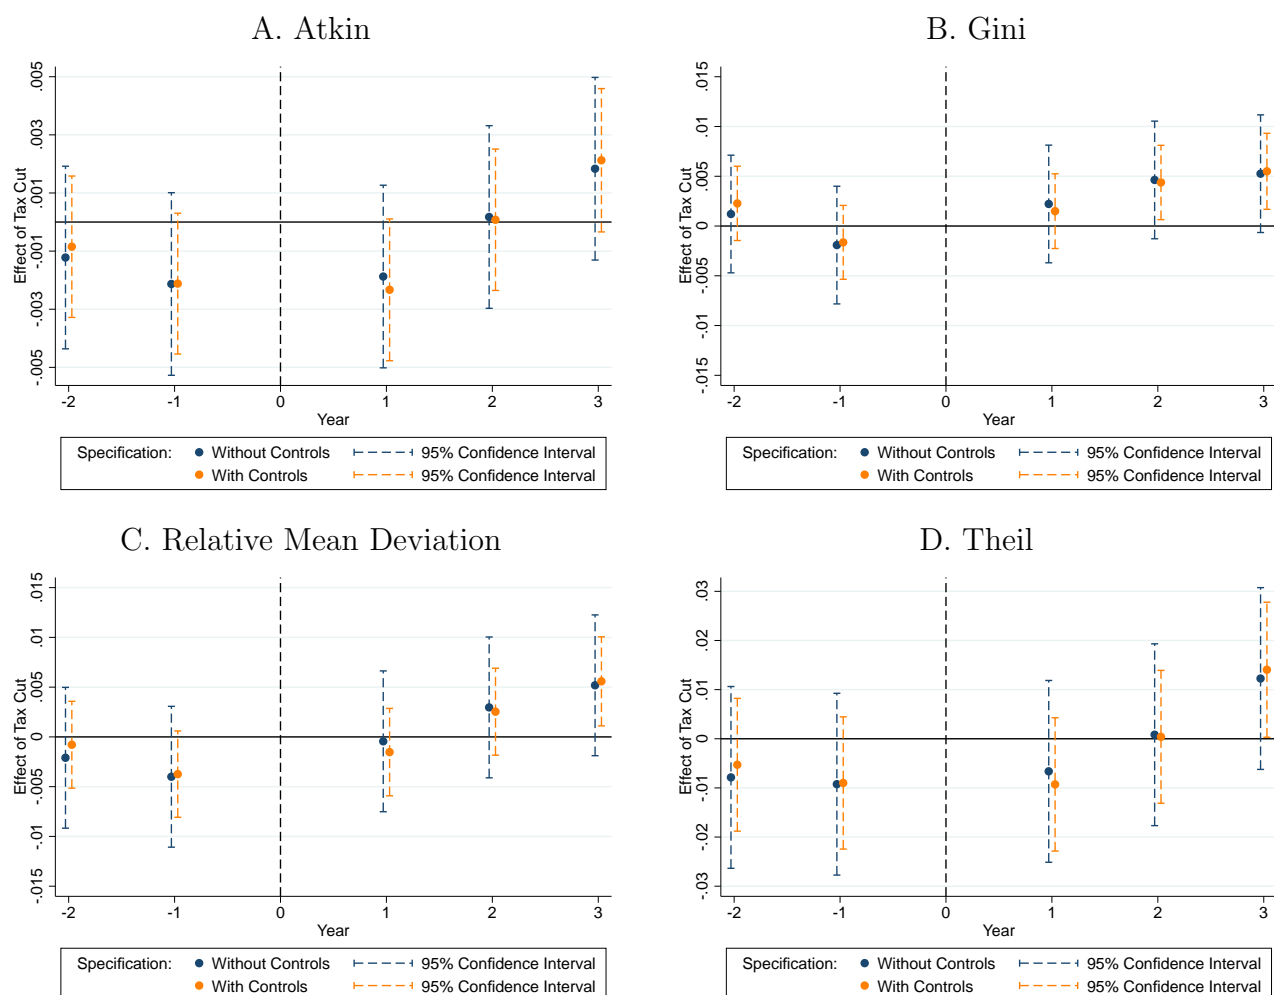 A. Atkin
Effect of Tax Cut
.005
.003
.001
-.001
-.003
-.005
-2 -1 0 1 2 3
Year
Specification: Without Controls 95% Confidence Interval
With Controls 95% Confidence Interval
B. Gini
Effect of Tax Cut
.015
.01
.005
0
-.005
-.01
-.015
-2 -1 0 1 2 3
Year
Specification: Without Controls 95% Confidence Interval
With Controls 95% Confidence Interval
C. Relative Mean Deviation
Effect of Tax Cut
.015
.01
.005
0
-.005
-.01
-.015
-2 -1 0 1 2 3
Year
Specification: Without Controls 95% Confidence Interval
With Controls 95% Confidence Interval
D. Theil
Effect of Tax Cut
.03
.02
.01
0
-.01
-.02
-.03
-2 -1 0 1 2 3
Year
Specification: Without Controls 95% Confidence Interval
With Controls 95% Confidence Interval